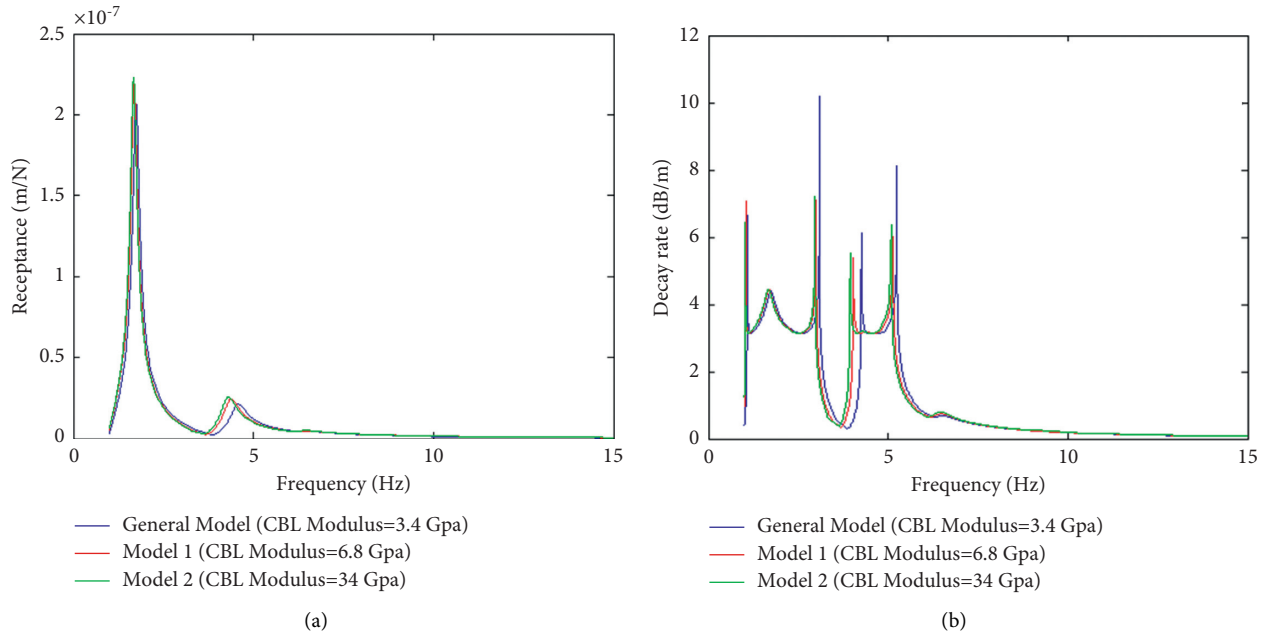 ×10⁻⁷
2.5
2
1.5
1
0.5
0
Receptance (m/N)
0
5
10
15
Frequency (Hz)
General Model (CBL Modulus=3.4 Gpa)
Model 1 (CBL Modulus=6.8 Gpa)
Model 2 (CBL Modulus=34 Gpa)
(a)
12
10
8
6
4
2
0
Decay rate (dB/m)
0
5
10
15
Frequency (Hz)
General Model (CBL Modulus=3.4 Gpa)
Model 1 (CBL Modulus=6.8 Gpa)
Model 2 (CBL Modulus=34 Gpa)
(b)